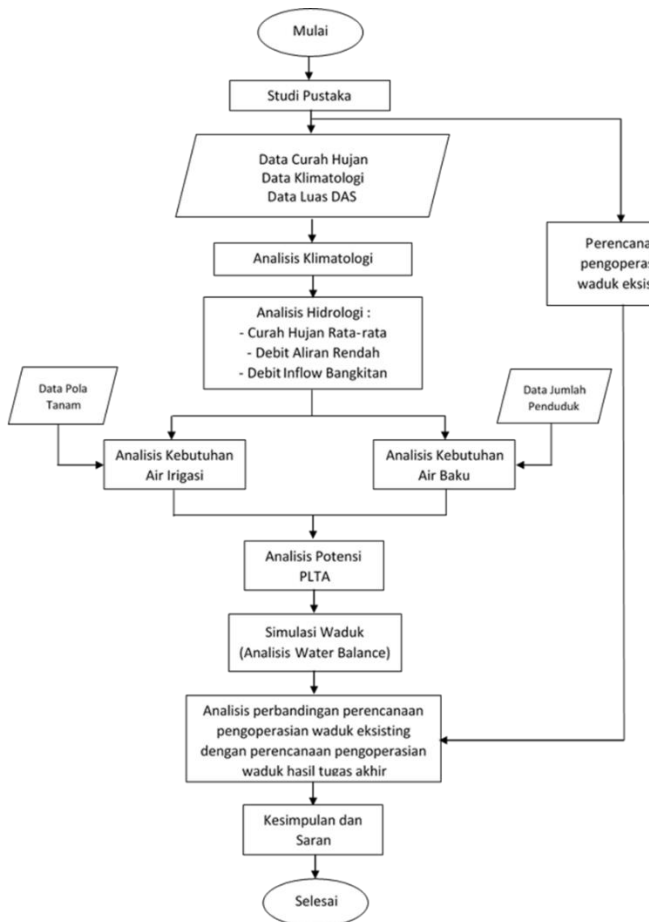 Mulai
Studi Pustaka
Data Curah Hujan
Data Klimatologi
Data Luas DAS
Analisis Klimatologi
pengoperas
waduk eksis
Analisis Hidrologi :
- Curah Hujan Rata-rata
- Debit Aliran Rendah
- Debit Inflow Bangkitan
Data Pola
Tanam
Data Jumlah
Penduduk
Analisis Kebutuhan
Air Irigasi
Analisis Kebutuhan
Air Baku
Analisis Potensi
PLTA
Simulasi Waduk
(Analisis Water Balance)
Analisis perbandingan perencanaan
pengoperasian waduk eksisting
dengan perencanaan pengoperasian
waduk hasil tugas akhir
Kesimpulan dan
Saran
Selesai